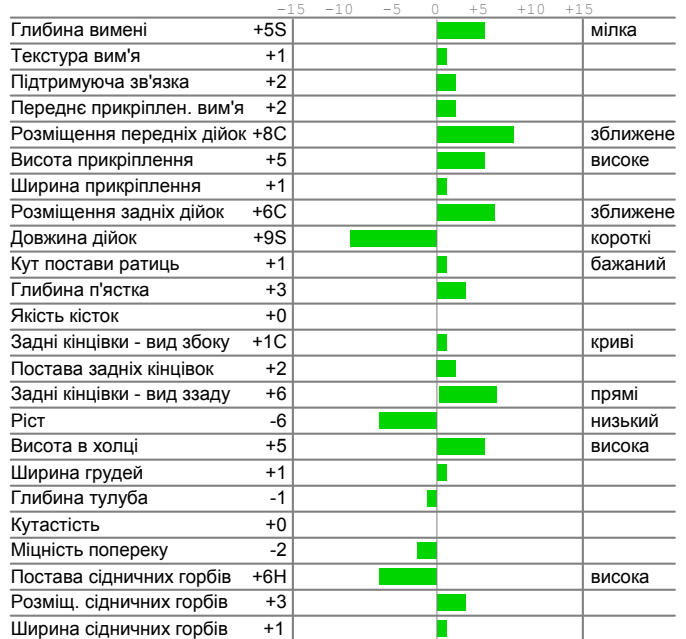 -15 -10 -5 0 +5 +10 +15
Глибина вимені +5S мілка
Текстура вим'я +1
Підтримуюча зв'язка +2
Переднє прикріплен. вим'я +2
Розміщення передніх дійок +8C зближене
Висота прикріплення +5 високе
Ширина прикріплення +1
Розміщення задніх дійок +6C зближене
Довжина дійок +9S короткі
Кут постави ратиць +1 бажаний
Глибина п'ястка +3
Якість кісток +0
Задні кінцівки - вид збоку +1C криві
Постава задніх кінцівок +2
Задні кінцівки - вид ззаду +6 прямі
Ріст -6 низький
Висота в холці +5 висока
Ширина грудей +1
Глибина тулуба -1
Кутастість +0
Міцність попереку -2
Постава сідничних горбів +6H висока
Розміщ. сідничних горбів +3
Ширина сідничних горбів +1